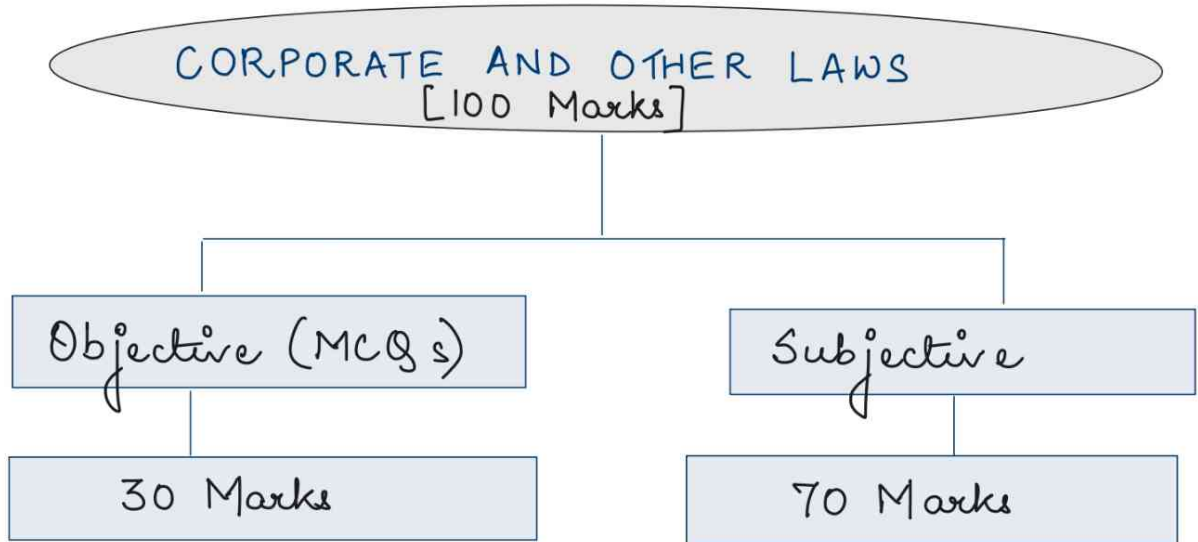 CORPORATE AND OTHER LAWS
[100 Marks]
Objective (MCQs)
Subjective
30 Marks
70 Marks